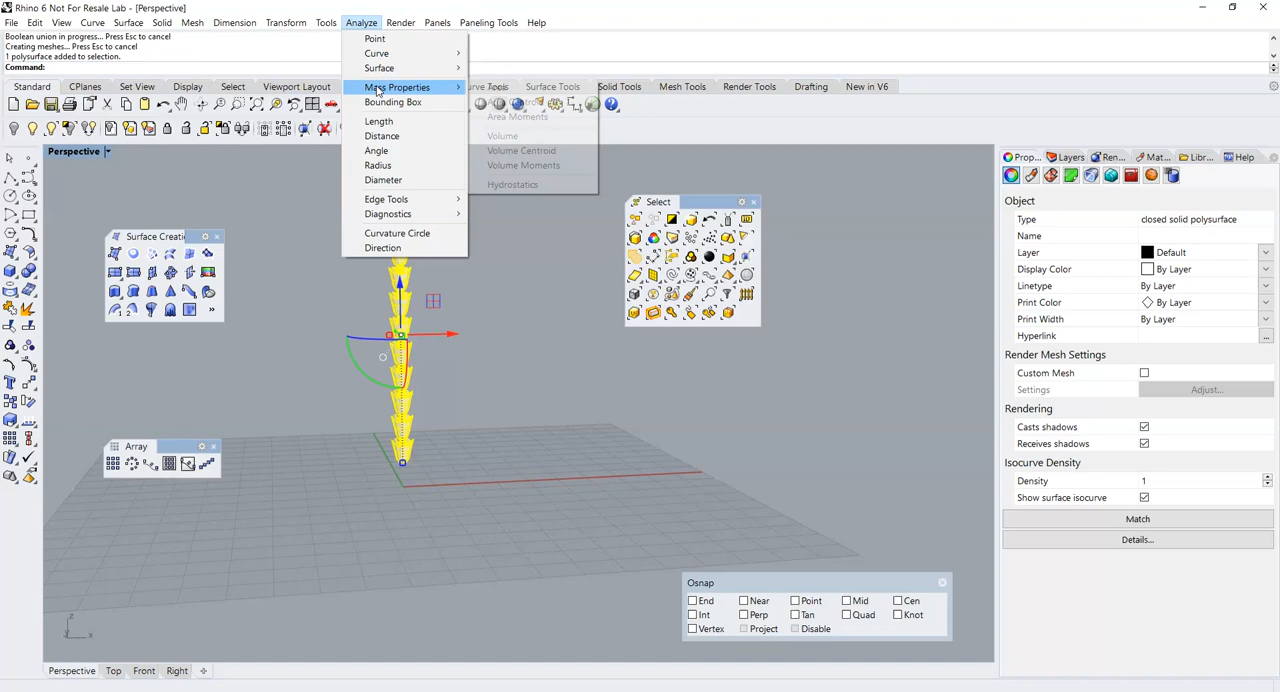 Rhino 6 Not For Resale Lab - [Perspective]
File Edit View Curve Surface Solid Mesh Dimension Transform Tools Analyze Render Panels Paneling Tools Help
Boolean union in progress... Press Esc to cancel
Creating meshes... Press Esc to cancel
1 polysurface added to selection.
Command:
Standard CPlanes Set View Display Select Viewport Layout Surface Tools Solid Tools Mesh Tools Render Tools Drafting New in V6
Point
Curve
Surface
Mass Properties
Bounding Box
Length
Distance
Angle
Radius
Diameter
Edge Tools
Diagnostics
Curvature Circle
Direction
Area Moments
Volume
Volume Centroid
Volume Moments
Hydrostatics
Perspective
Surface Creati
Array
Select
z
y x
Osnap
End Near Point Mid Cen
Int Perp Tan Quad Knot
Vertex Project Disable
Perspective Top Front Right
Prop... Layers Ren... Mat... Libr... Help
Object
Type closed solid polysurface
Name
Layer Default
Display Color By Layer
Linetype By Layer
Print Color By Layer
Print Width By Layer
Hyperlink ...
Render Mesh Settings
Custom Mesh
Settings Adjust...
Rendering
Casts shadows
Receives shadows
Isocurve Density
Density 1
Show surface isocurve
Match
Details...